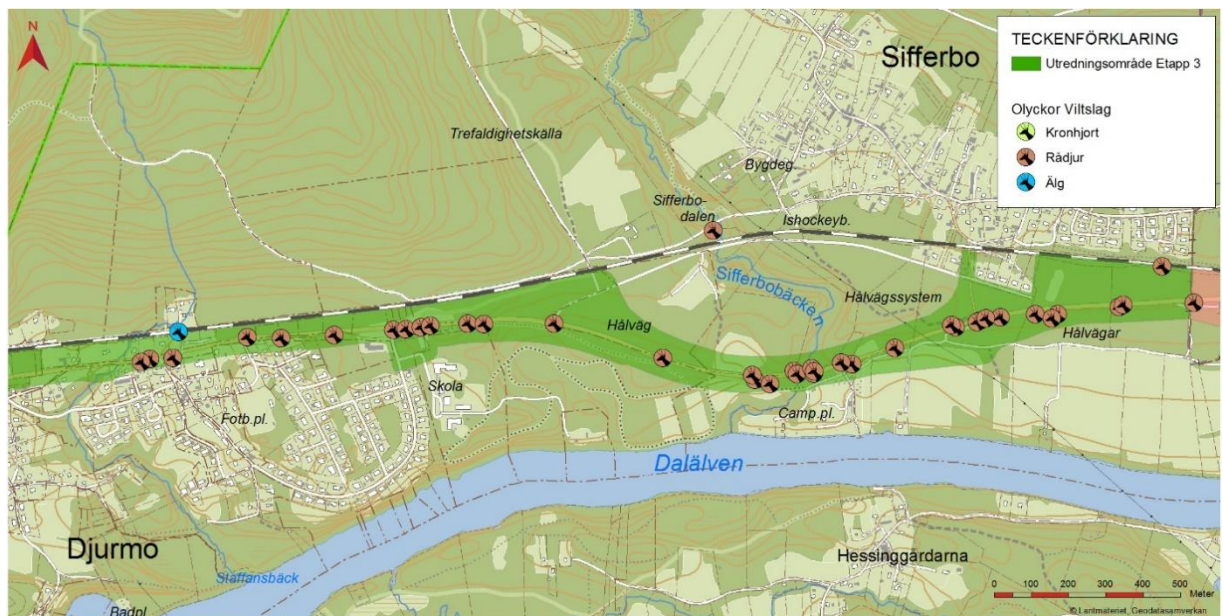 N
Sifferbo
TECKENFÖRKLARING
Utredningsområde Etapp 3
Olyckor Viltslag
Kronhjort
Rådjur
Älg
Trefaldighetskälla
Bygdeg.
Sifferbo-
dalen
Ishockeyb.
Sifferbobäcken
Hålvägssystem
Hålväg
Hålvägar
Skola
Fotb.pl.
Camp.pl.
Dalälven
Djurmo
Staffansbäck
Hessinggårdarna
Badpl.
0 100 200 300 400 500
Meter
© Lantmäteriet, Geodatasamverkan